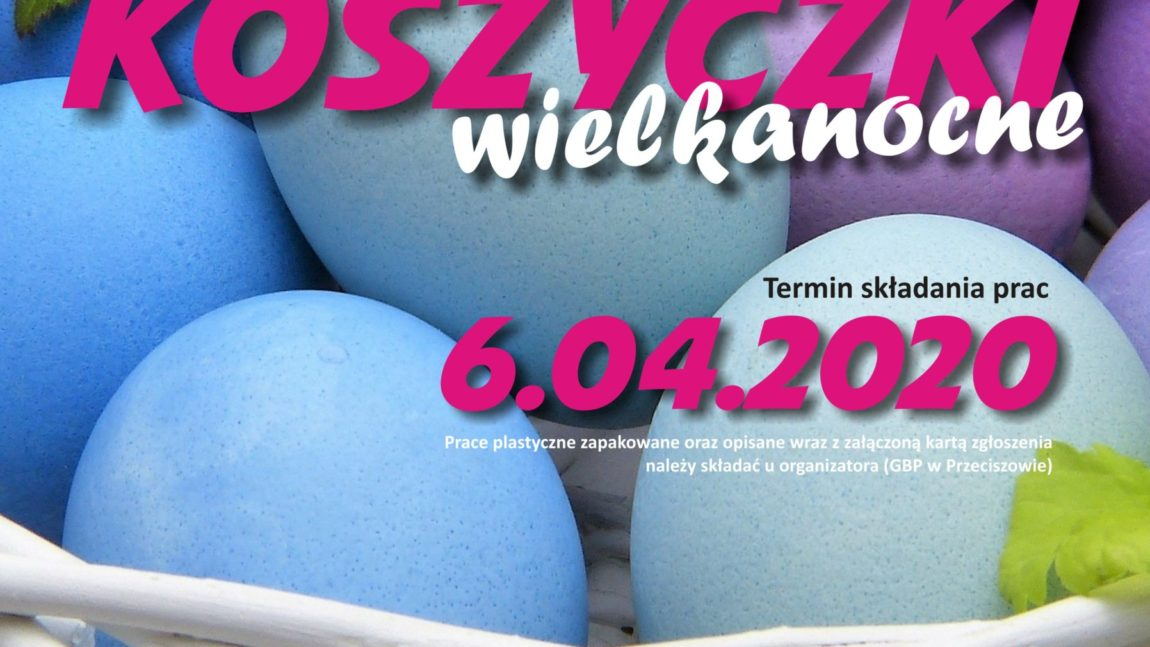 KOSZYCZKI
wielkanocne
Termin składania prac
6.04.2020
Prace plastyczne zapakowane oraz opisane wraz z załączoną kartą zgłoszenia
należy składać u organizatora (GBP w Przeciszowie)